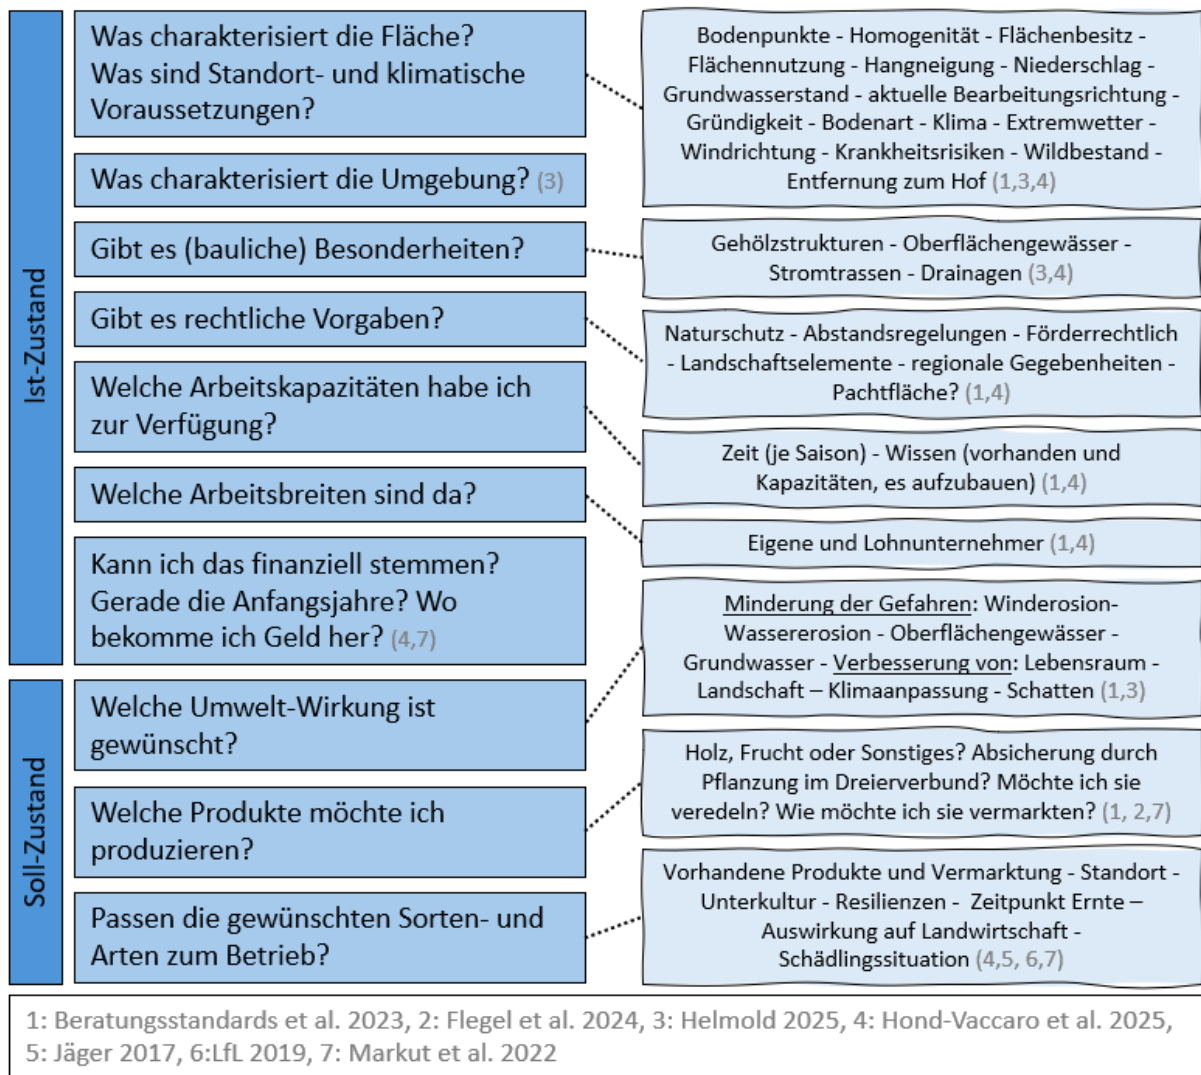 Ist-Zustand
Was charakterisiert die Fläche?
Was sind Standort- und klimatische
Voraussetzungen?
Bodenpunkte - Homogenität - Flächenbesitz -
Flächennutzung - Hangneigung - Niederschlag -
Grundwasserstand - aktuelle Bearbeitungsrichtung -
Gründigkeit - Bodenart - Klima - Extremwetter -
Windrichtung - Krankheitsrisiken - Wildbestand -
Entfernung zum Hof (1,3,4)
Was charakterisiert die Umgebung? (3)
Gibt es (bauliche) Besonderheiten?
Gehölzstrukturen - Oberflächengewässer -
Stromtrassen - Drainagen (3,4)
Gibt es rechtliche Vorgaben?
Naturschutz - Abstandsregelungen - Förderrechtlich
- Landschaftselemente - regionale Gegebenheiten -
Pachtfläche? (1,4)
Welche Arbeitskapazitäten habe ich
zur Verfügung?
Zeit (je Saison) - Wissen (vorhanden und
Kapazitäten, es aufzubauen) (1,4)
Welche Arbeitsbreiten sind da?
Eigene und Lohnunternehmer (1,4)
Kann ich das finanziell stemmen?
Gerade die Anfangsjahre? Wo
bekomme ich Geld her? (4,7)
Soll-Zustand
Welche Umwelt-Wirkung ist
gewünscht?
Minderung der Gefahren: Winderosion-
Wassererosion - Oberflächengewässer -
Grundwasser - Verbesserung von: Lebensraum -
Landschaft – Klimaanpassung - Schatten (1,3)
Welche Produkte möchte ich
produzieren?
Holz, Frucht oder Sonstiges? Absicherung durch
Pflanzung im Dreierverbund? Möchte ich sie
veredeln? Wie möchte ich sie vermarkten? (1, 2,7)
Passen die gewünschten Sorten- und
Arten zum Betrieb?
Vorhandene Produkte und Vermarktung - Standort -
Unterkultur - Resilienzen - Zeitpunkt Ernte –
Auswirkung auf Landwirtschaft -
Schädlingssituation (4,5, 6,7)
1: Beratungsstandards et al. 2023, 2: Flegel et al. 2024, 3: Helmold 2025, 4: Hond-Vaccaro et al. 2025,
5: Jäger 2017, 6:LfL 2019, 7: Markut et al. 2022